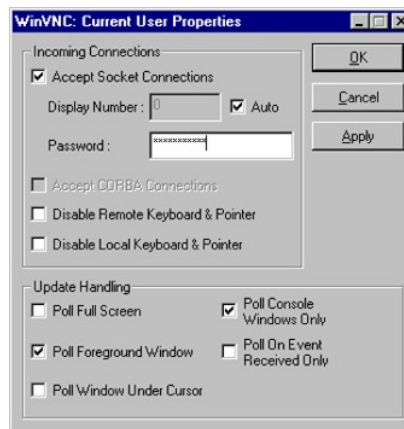 WinVNC: Current User Properties
Incoming Connections
Accept Socket Connections
Display Number : 0 Auto
Password : xxxxxxxxxxx
Accept CORBA Connections
Disable Remote Keyboard & Pointer
Disable Local Keyboard & Pointer
OK
Cancel
Apply
Update Handling
Poll Full Screen
Poll Console
Windows Only
Poll Foreground Window
Poll On Event
Received Only
Poll Window Under Cursor